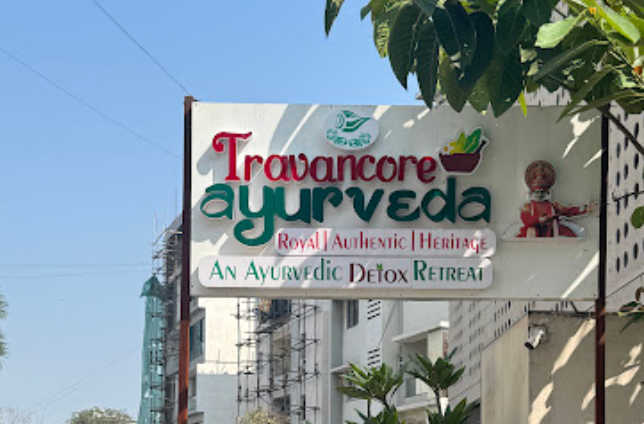 Travancore
ayurveda
Royal | Authentic | Heritage
An Ayurvedic Detox Retreat